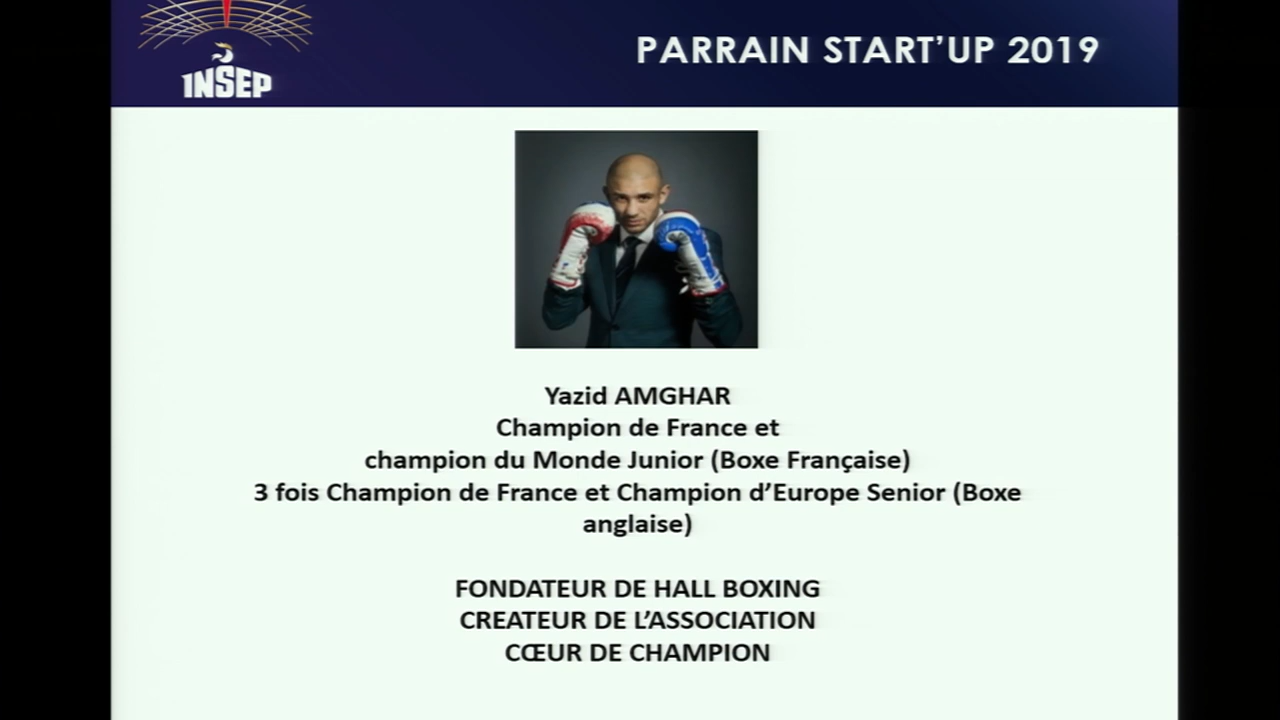 INSEP
PARRAIN START’UP 2019
Yazid AMGHAR
Champion de France et
champion du Monde Junior (Boxe Française)
3 fois Champion de France et Champion d’Europe Senior (Boxe
anglaise)
FONDATEUR DE HALL BOXING
CREATEUR DE L’ASSOCIATION
CŒUR DE CHAMPION